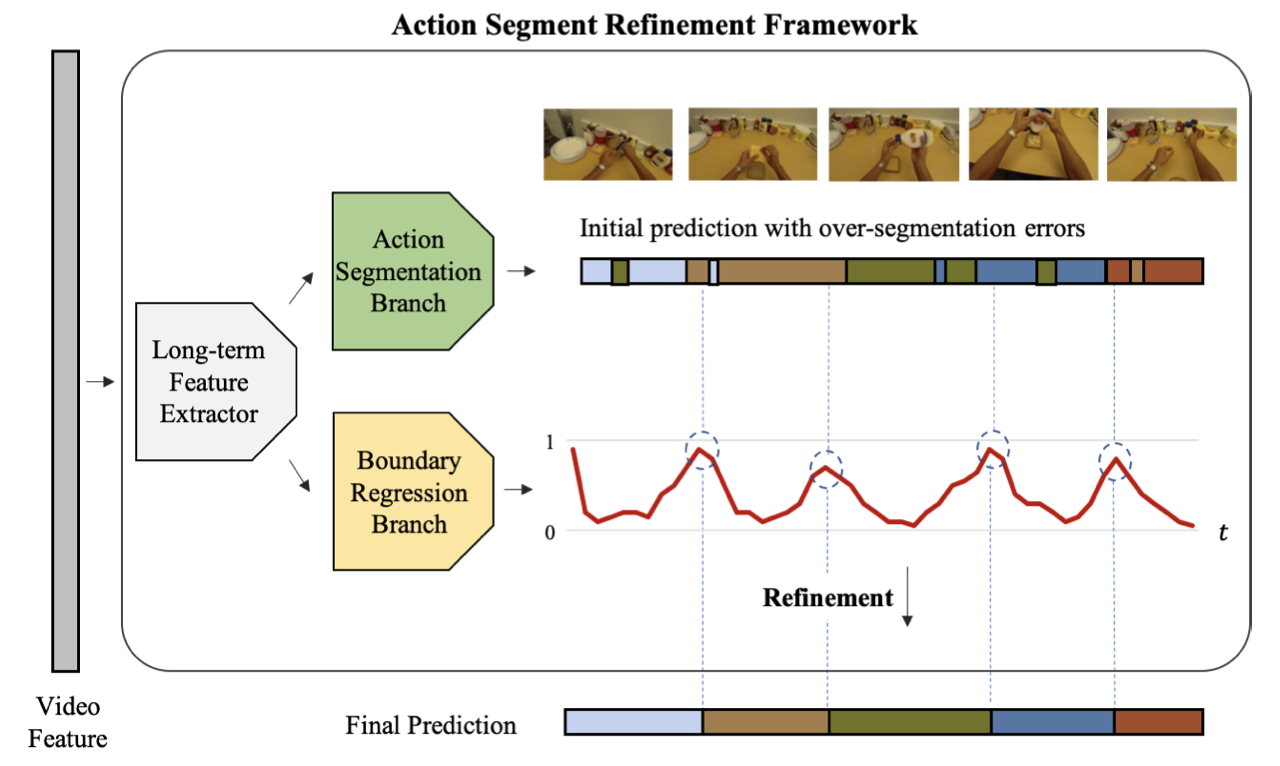 Action Segment Refinement Framework
Initial prediction with over-segmentation errors
Action
Segmentation
Branch
Long-term
Feature
Extractor
Boundary
Regression
Branch
1
0
t
Refinement
Video
Feature
Final Prediction